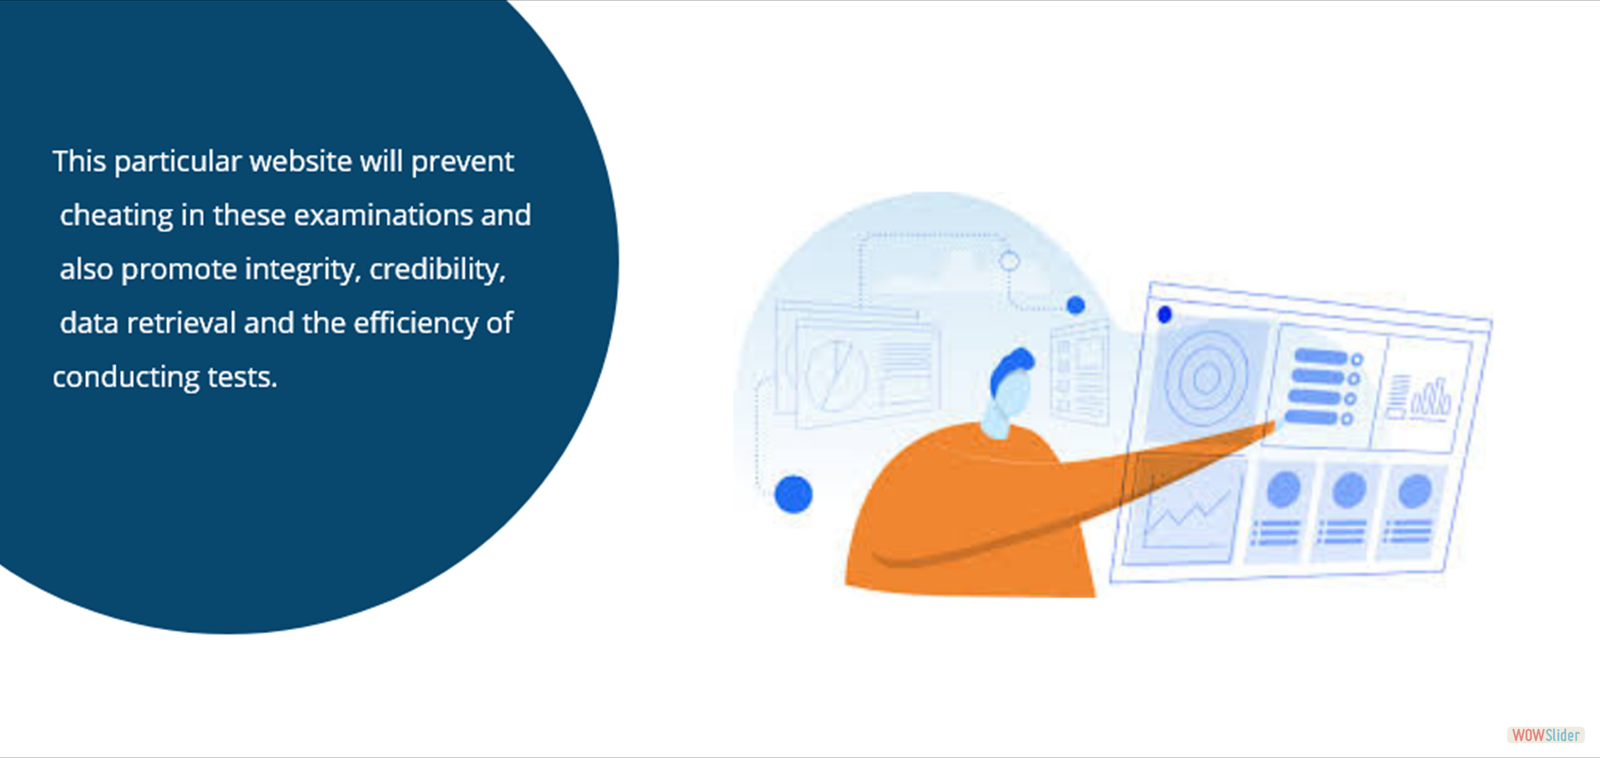 This particular website will prevent
cheating in these examinations and
also promote integrity, credibility,
data retrieval and the efficiency of
conducting tests.
WOWSlider